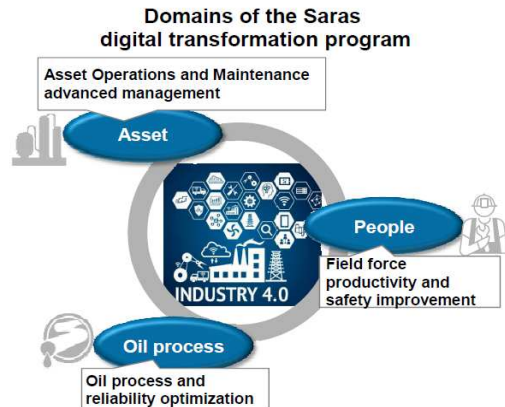 Domains of the Saras
digital transformation program
Asset Operations and Maintenance
advanced management
Asset
People
Field force
productivity and
safety improvement
INDUSTRY 4.0
Oil process
Oil process and
reliability optimization